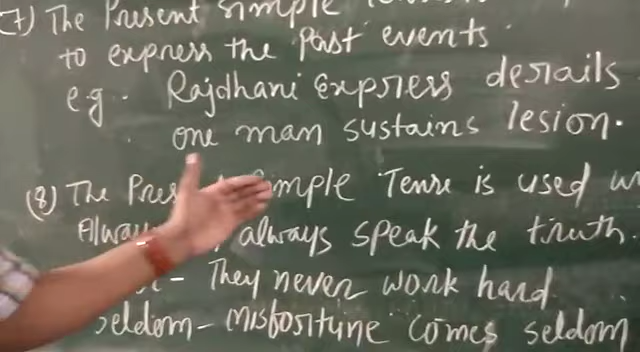 (7) The Present Simple
to express the Past events.
e.g. Rajdhani Express derails
one man sustains lesion.
(8) The Simple Tense is used
Always always speak the truth.
- They never work hard
seldom - Misfortune comes seldom